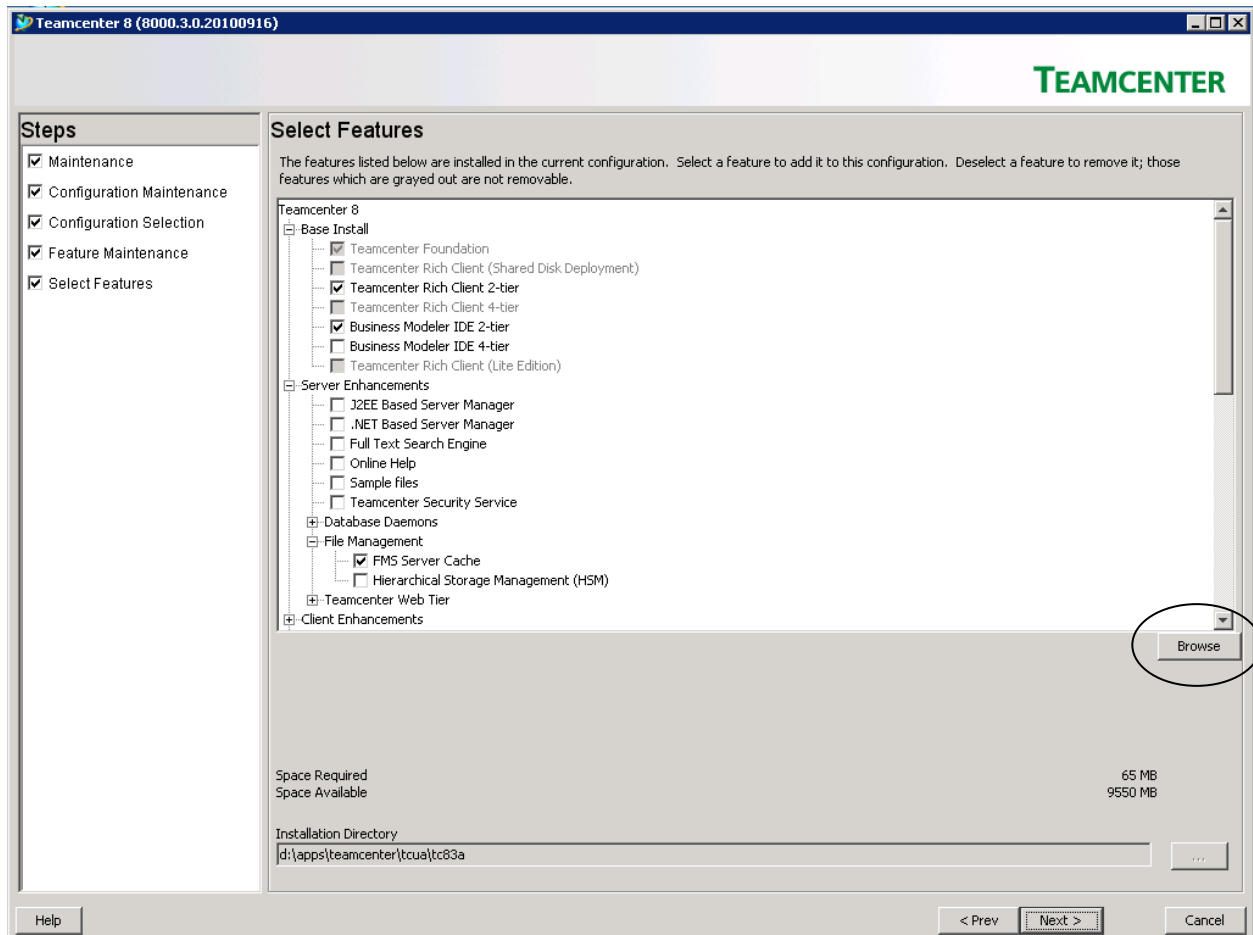 Teamcenter 8 (8000.3.0.20100916)
TEAMCENTER
Steps
Maintenance
Configuration Maintenance
Configuration Selection
Feature Maintenance
Select Features
Select Features
The features listed below are installed in the current configuration. Select a feature to add it to this configuration. Deselect a feature to remove it; those
features which are grayed out are not removable.
Teamcenter 8
Base Install
Teamcenter Foundation
Teamcenter Rich Client (Shared Disk Deployment)
Teamcenter Rich Client 2-tier
Teamcenter Rich Client 4-tier
Business Modeler IDE 2-tier
Business Modeler IDE 4-tier
Teamcenter Rich Client (Lite Edition)
Server Enhancements
J2EE Based Server Manager
.NET Based Server Manager
Full Text Search Engine
Online Help
Sample files
Teamcenter Security Service
Database Daemons
File Management
FMS Server Cache
Hierarchical Storage Management (HSM)
Teamcenter Web Tier
Client Enhancements
Browse
Space Required 65 MB
Space Available 9550 MB
Installation Directory
d:\apps\teamcenter\tcua\tc83a
...
Help
< Prev
Next >
Cancel